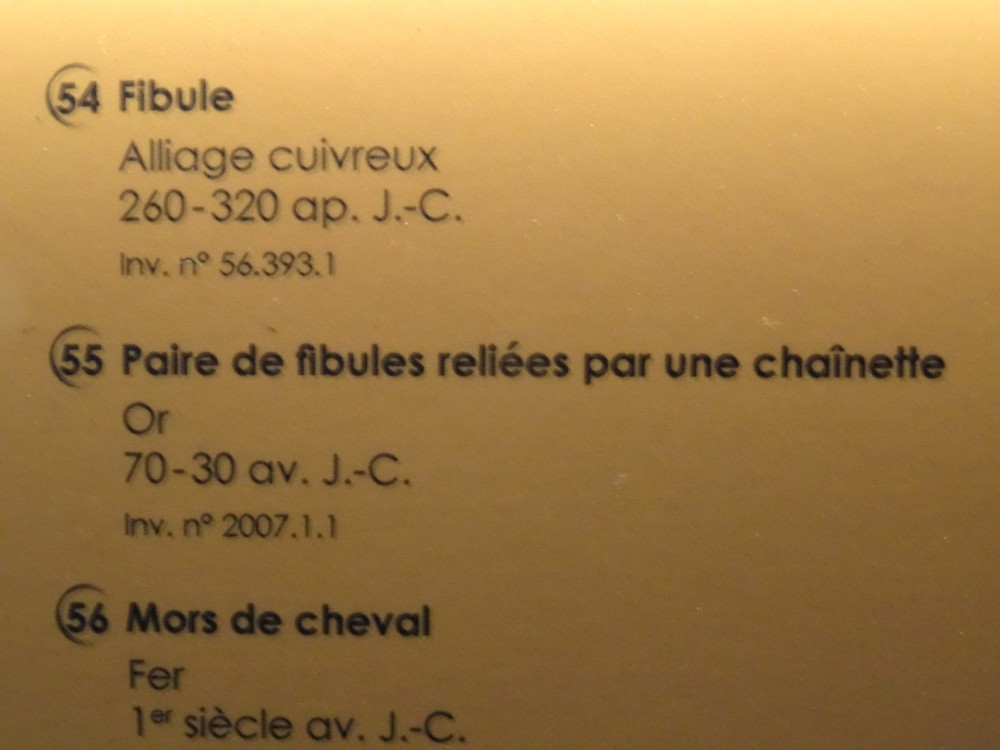 54 Fibule
Alliage cuivreux
260-320 ap. J.-C.
Inv. n° 56.393.1
55 Paire de fibules reliées par une chaînette
Or
70-30 av. J.-C.
Inv. n° 2007.1.1
56 Mors de cheval
Fer
1er siècle av. J.-C.